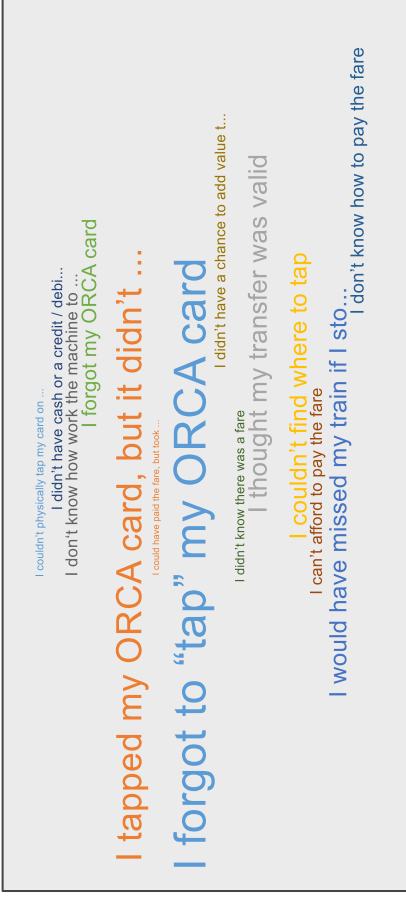 I couldn't physically tap my card on ...
I didn't have cash or a credit / debi...
I don't know how work the machine to ...
I forgot my ORCA card
I tapped my ORCA card, but it didn't ...
I could have paid the fare, but took ...
I forgot to “tap” my ORCA card
I didn't have a chance to add value t...
I didn't know there was a fare
I thought my transfer was valid
I couldn't find where to tap
I can't afford to pay the fare
I would have missed my train if I sto...
I don't know how to pay the fare